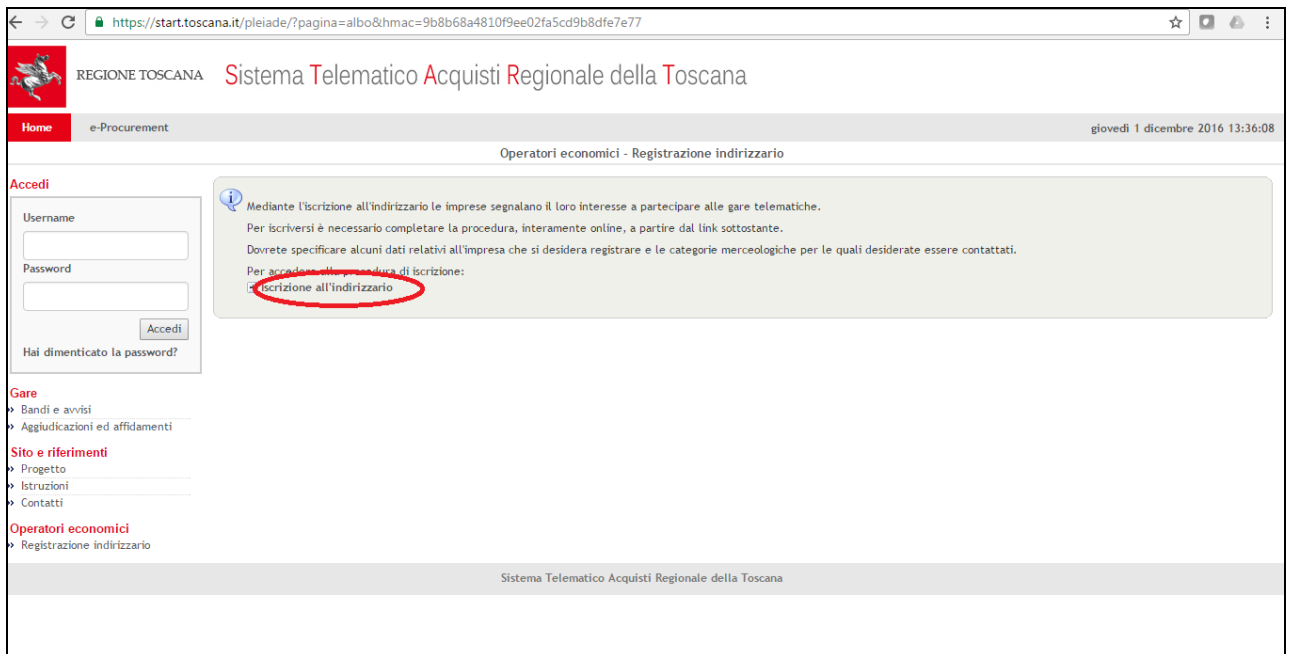 https://start.toscana.it/pleiade/?pagina=albo&hmac=9b8b68a4810f9ee02fa5cd9b8dfe7e77
REGIONE TOSCANA
Sistema Telematico Acquisti Regionale della Toscana
Home
e-Procurement
giovedì 1 dicembre 2016 13:36:08
Operatori economici - Registrazione indirizzario
Accedi
Username
Password
Accedi
Hai dimenticato la password?
Mediante l'iscrizione all'indirizzario le imprese segnalano il loro interesse a partecipare alle gare telematiche.
Per iscriversi è necessario completare la procedura, interamente online, a partire dal link sottostante.
Dovrete specificare alcuni dati relativi all'impresa che si desidera registrare e le categorie merceologiche per le quali desiderate essere contattati.
Per accedere alla procedura di iscrizione:
Iscrizione all'indirizzario
Gare
» Bandi e avvisi
» Aggiudicazioni ed affidamenti
Sito e riferimenti
» Progetto
» Istruzioni
» Contatti
Operatori economici
» Registrazione indirizzario
Sistema Telematico Acquisti Regionale della Toscana